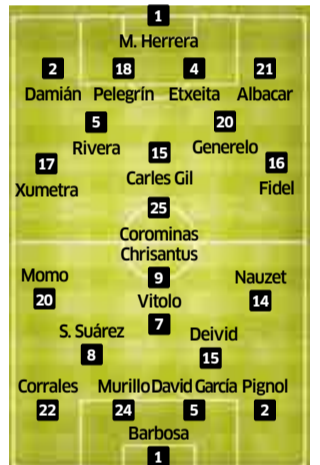 1
M. Herrera
2 18 4 21
Damián Pelegrín Etxeita Albacar
5 20
Rivera Generelo
15
Carles Gil
17 16
Xumetra Fidel
25
Corominas
Chrisantus
9
Momo Nauzet
20 14
Vitolo
7
S. Suárez Deivid
8 15
Corrales Murillo David García Pignol
22 24 5 2
Barbosa
1